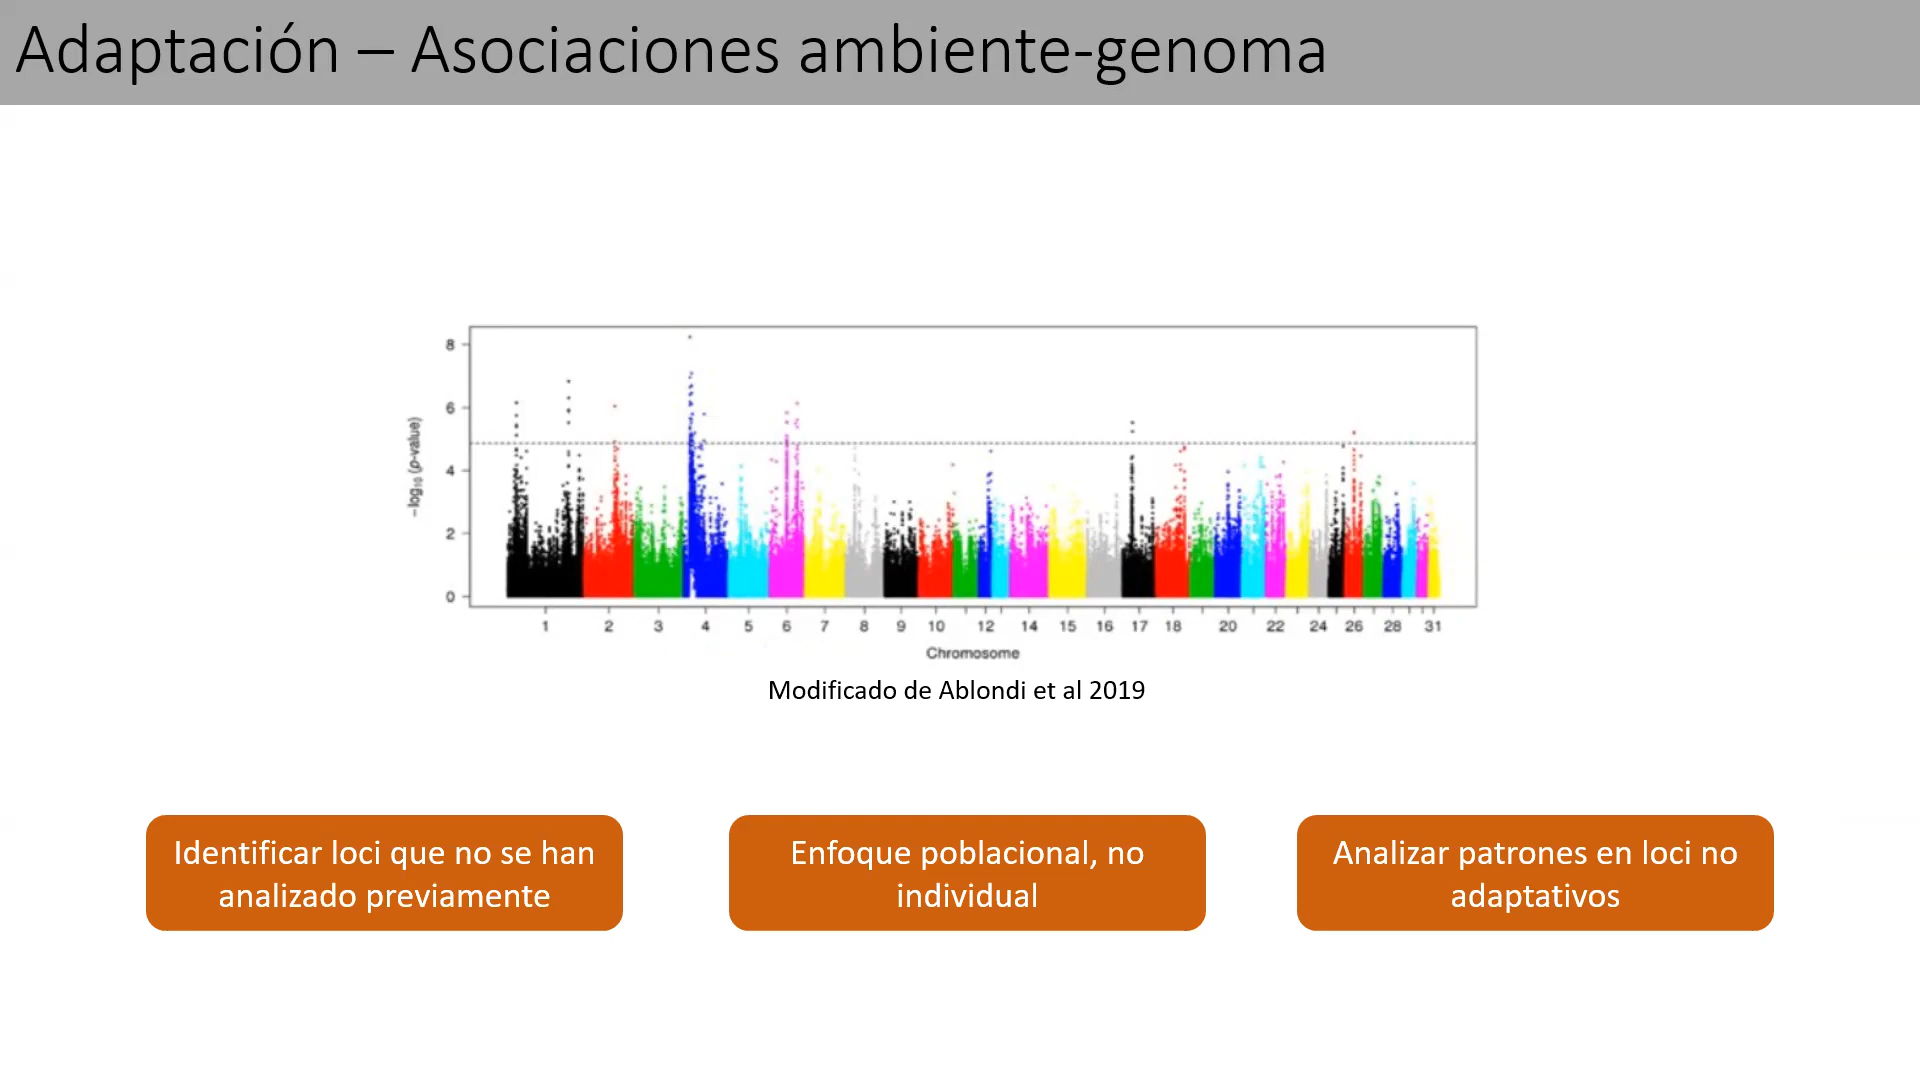 Adaptación – Asociaciones ambiente-genoma
8
6
4
2
0
−log10 (p-value)
1 2 3 4 5 6 7 8 9 10 12 14 15 16 17 18 20 22 24 26 28 31
Chromosome
Modificado de Ablondi et al 2019
Identificar loci que no se han
analizado previamente
Enfoque poblacional, no
individual
Analizar patrones en loci no
adaptativos